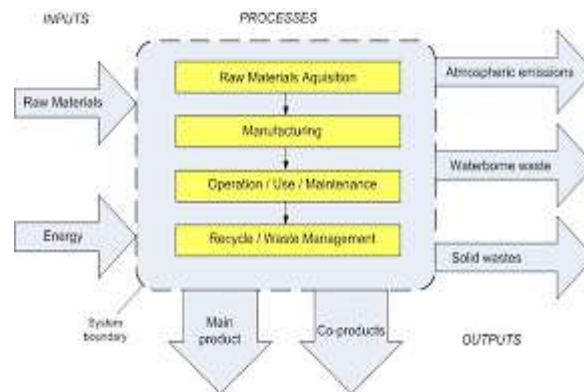 INPUTS
PROCESSES
Raw Materials Aquisition
Atmospheric emissions
Raw Materials
Manufacturing
Waterborne waste
Operation / Use / Maintenance
Energy
Recycle / Waste Management
Solid wastes
System
boundary
Main
product
Co-products
OUTPUTS